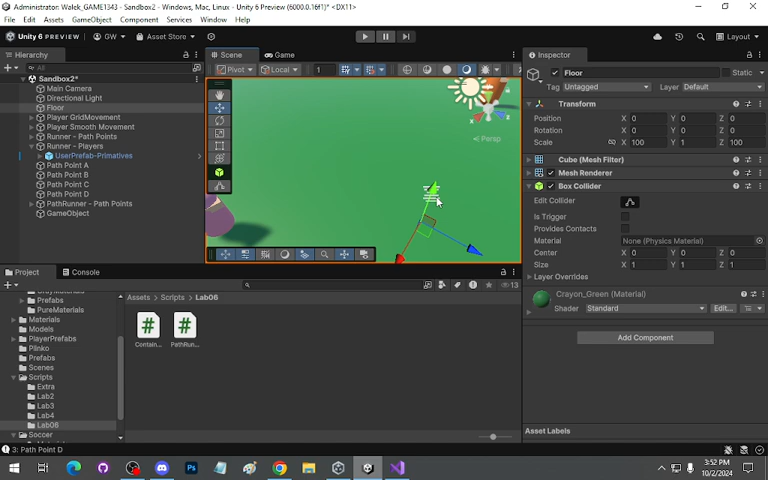 Administrator: Walek_GAME1343 - Sandbox2 - Windows, Mac, Linux - Unity 6 Preview (6000.0.16f1)* <DX11>
File Edit Assets GameObject Component Services Window Help
Unity 6 PREVIEW GW Asset Store Layout
Hierarchy Scene Game Inspector
All Pivot Local 1 Floor Static
Sandbox2* Tag Untagged Layer Default
Main Camera
Directional Light
Floor
Player GridMovement
Player Smooth Movement
Runner - Path Points
Runner - Players
UserPrefab-Primatives
Path Point A
Path Point B
Path Point C
Path Point D
PathRunner - Path Points
GameObject
x z
Persp
Transform
Position X 0 Y 0 Z 0
Rotation X 0 Y 0 Z 0
Scale X 100 Y 1 Z 100
Cube (Mesh Filter)
Mesh Renderer
Box Collider
Edit Collider
Is Trigger
Provides Contacts
Material None (Physics Material)
Center X 0 Y 0 Z 0
Size X 1 Y 1 Z 1
Layer Overrides
Crayon_Green (Material)
Shader Standard Edit...
Add Component
Asset Labels
Project Console
13
Prefabs
PureMaterials
Materials
Models
PlayerPrefabs
Plinko
Prefabs
Scenes
Scripts
Extra
Lab2
Lab3
Lab4
Lab06
Soccer
Assets > Scripts > Lab06
# #
Contain... PathRun...
3: Path Point D
3:52 PM
10/2/2024